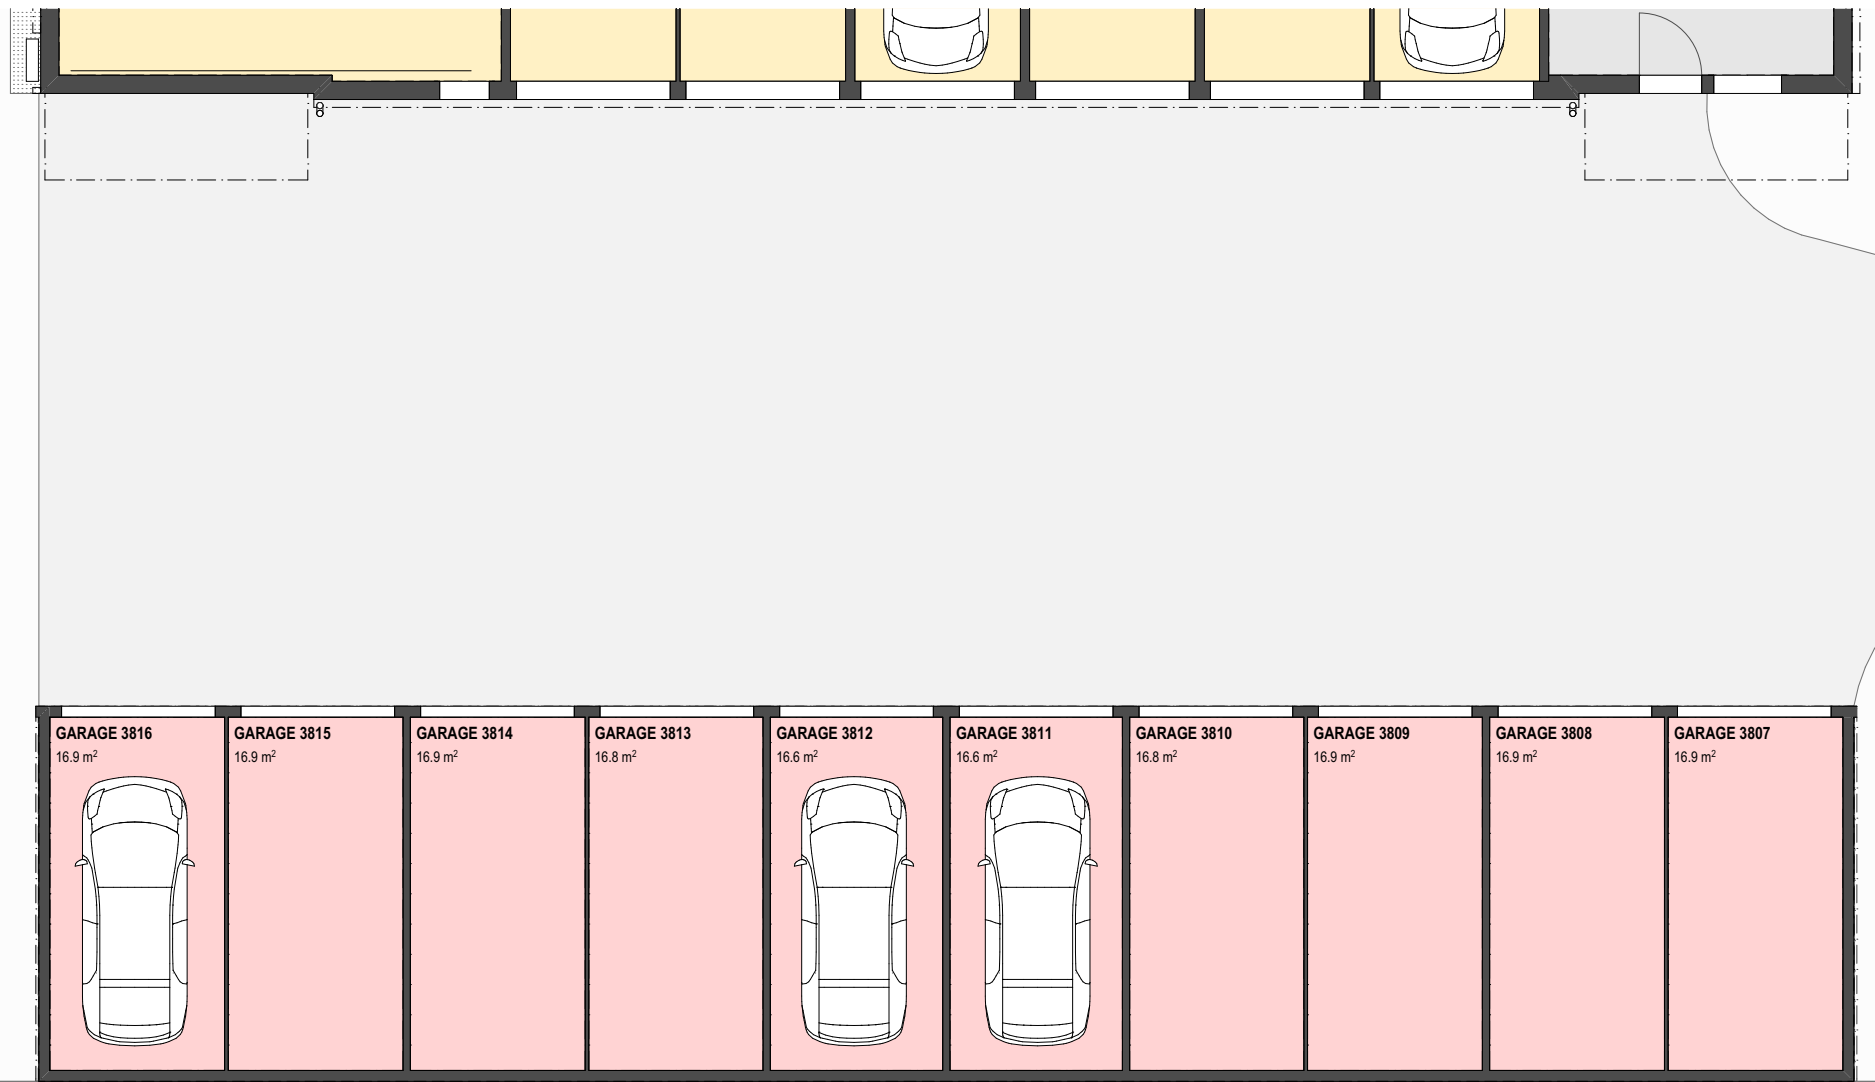 GARAGE 3816
16.9 m²
GARAGE 3815
16.9 m²
GARAGE 3814
16.9 m²
GARAGE 3813
16.8 m²
GARAGE 3812
16.6 m²
GARAGE 3811
16.6 m²
GARAGE 3810
16.8 m²
GARAGE 3809
16.9 m²
GARAGE 3808
16.9 m²
GARAGE 3807
16.9 m²